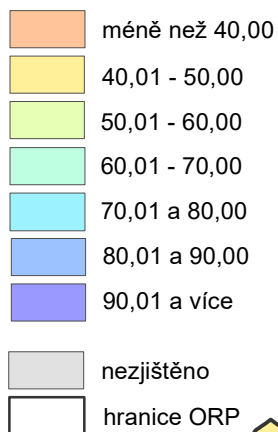 méně než 40,00
40,01 - 50,00
50,01 - 60,00
60,01 - 70,00
70,01 a 80,00
80,01 a 90,00
90,01 a více
nezjištěno
hranice ORP